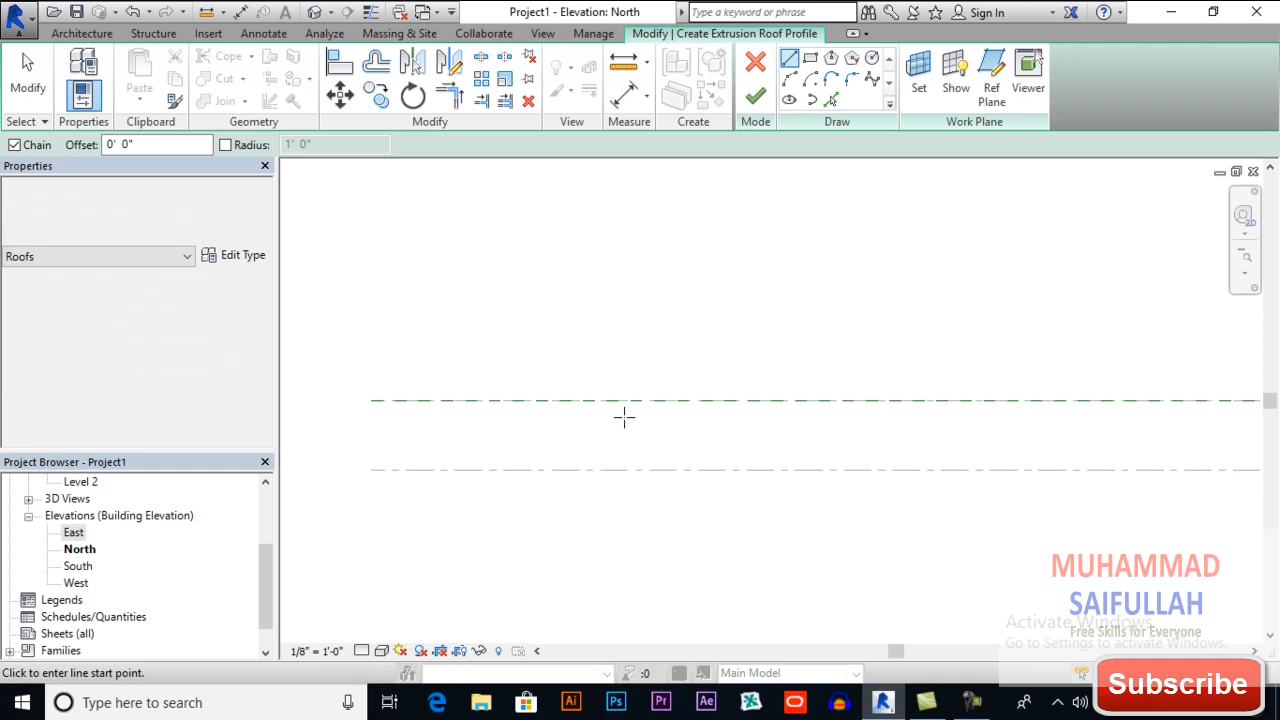 Project1 - Elevation: North
Type a keyword or phrase
Sign In
Architecture
Structure
Insert
Annotate
Analyze
Massing & Site
Collaborate
View
Manage
Modify | Create Extrusion Roof Profile
Modify
Paste
Cope
Cut
Join
Set
Show
Ref
Plane
Viewer
Select
Properties
Clipboard
Geometry
Modify
View
Measure
Create
Mode
Draw
Work Plane
Chain
Offset:
0' 0"
Radius:
1' 0"
Properties
2D
Roofs
Edit Type
Project Browser - Project1
Level 2
3D Views
Elevations (Building Elevation)
East
North
South
West
Legends
Schedules/Quantities
Sheets (all)
Families
MUHAMMAD
SAIFULLAH
Free Skills for Everyone
Activate Windows
Go to Settings to activate Windows.
1/8" = 1'-0"
Click to enter line start point.
:0
Main Model
Subscribe
Type here to search
Ai
Ps
Pr
Ae